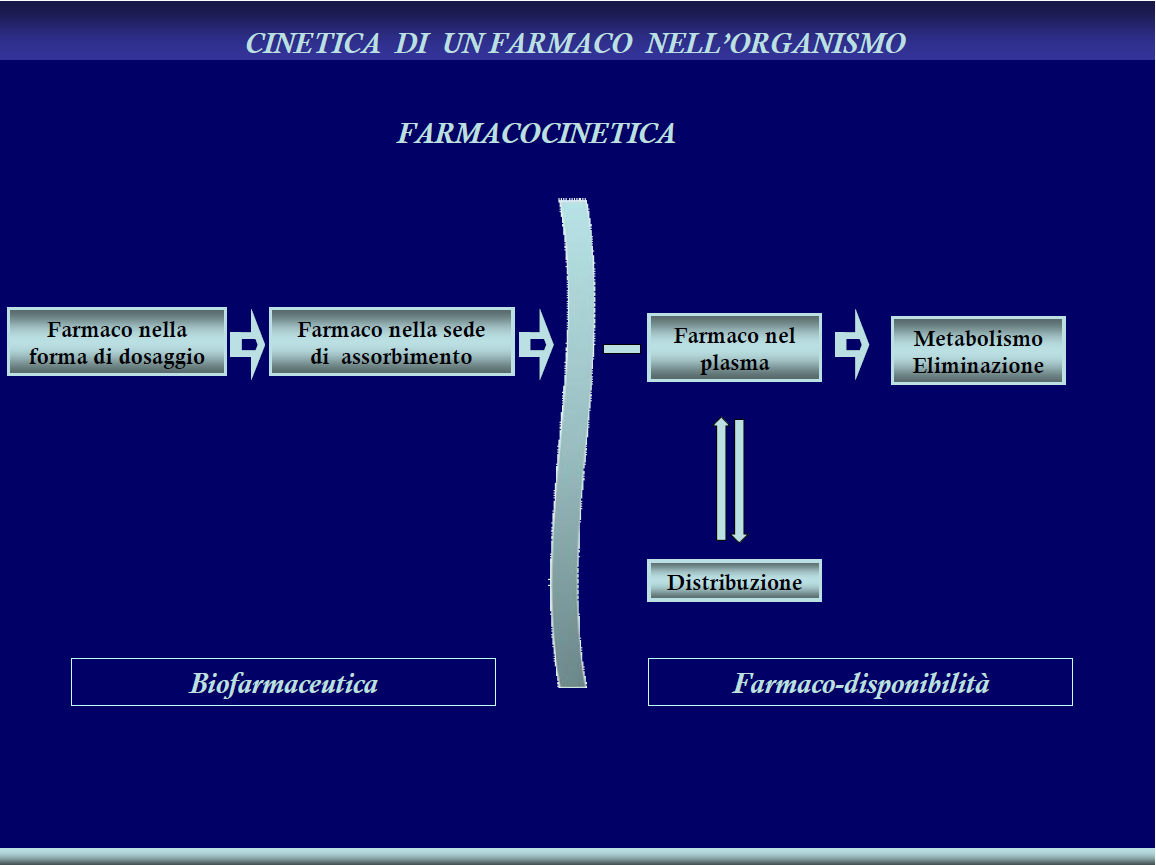 CINETICA DI UN FARMACO NELL’ORGANISMO
FARMACOCINETICA
Farmaco nella
forma di dosaggio
Farmaco nella sede
di assorbimento
Farmaco nel
plasma
Metabolismo
Eliminazione
Distribuzione
Biofarmaceutica
Farmaco-disponibilità